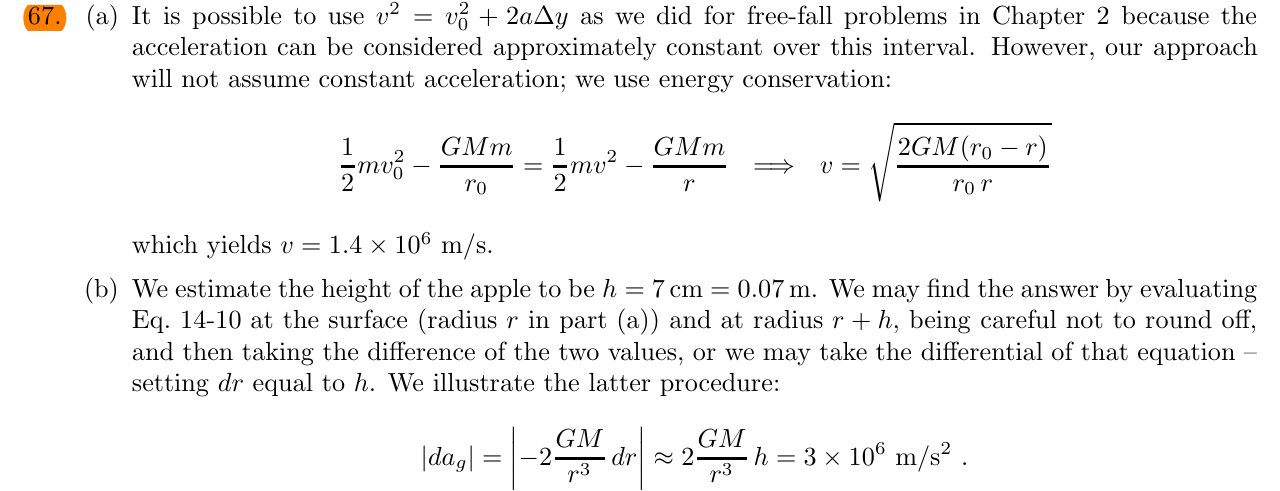 67. (a) It is possible to use v² = v₀² + 2aΔy as we did for free-fall problems in Chapter 2 because the
acceleration can be considered approximately constant over this interval. However, our approach
will not assume constant acceleration; we use energy conservation:
1/2 mv₀² − GMm/r₀ = 1/2 mv² − GMm/r ⟹ v = √(2GM(r₀ − r)/(r₀ r))
which yields v = 1.4 × 10⁶ m/s.
(b) We estimate the height of the apple to be h = 7 cm = 0.07 m. We may find the answer by evaluating
Eq. 14-10 at the surface (radius r in part (a)) and at radius r + h, being careful not to round off,
and then taking the difference of the two values, or we may take the differential of that equation –
setting dr equal to h. We illustrate the latter procedure:
|da_g| = |−2 GM/r³ dr| ≈ 2 GM/r³ h = 3 × 10⁶ m/s² .